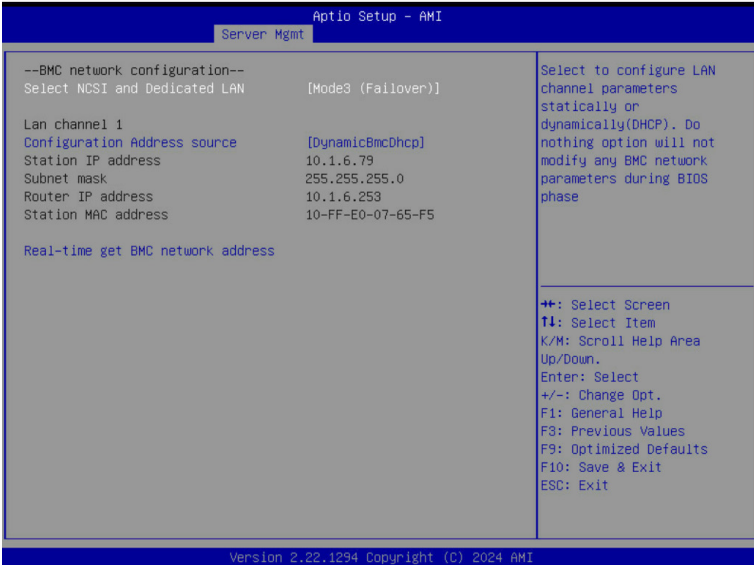 Aptio Setup - AMI
Server Mgmt
--BMC network configuration--
Select NCSI and Dedicated LAN [Mode3 (Failover)]
Lan channel 1
Configuration Address source [DynamicBmcDhcp]
Station IP address 10.1.6.79
Subnet mask 255.255.255.0
Router IP address 10.1.6.253
Station MAC address 10-FF-E0-07-65-F5
Real-time get BMC network address
Select to configure LAN
channel parameters
statically or
dynamically(DHCP). Do
nothing option will not
modify any BMC network
parameters during BIOS
phase
→←: Select Screen
↑↓: Select Item
K/M: Scroll Help Area
Up/Down.
Enter: Select
+/-: Change Opt.
F1: General Help
F3: Previous Values
F9: Optimized Defaults
F10: Save & Exit
ESC: Exit
Version 2.22.1294 Copyright (C) 2024 AMI